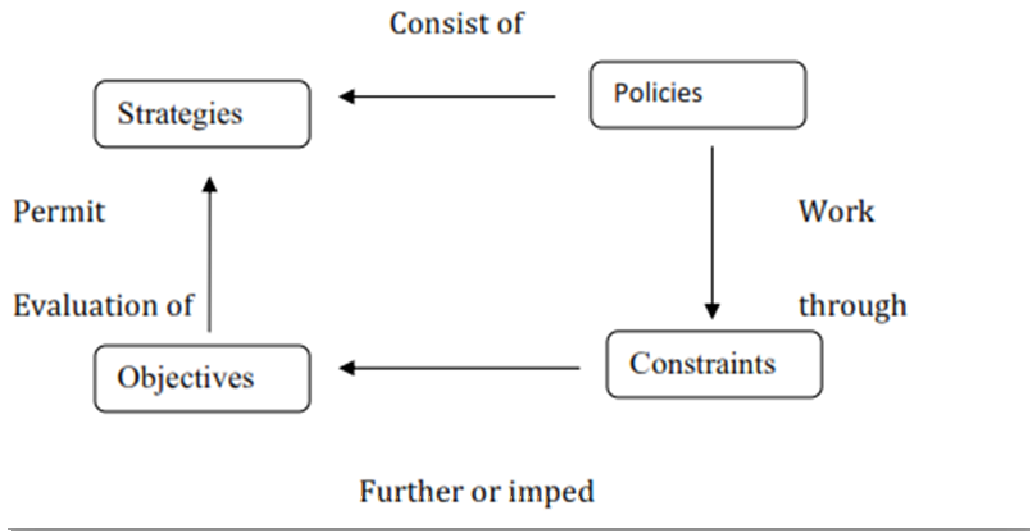 Consist of
Strategies
Policies
Permit
Work
Evaluation of
through
Objectives
Constraints
Further or imped